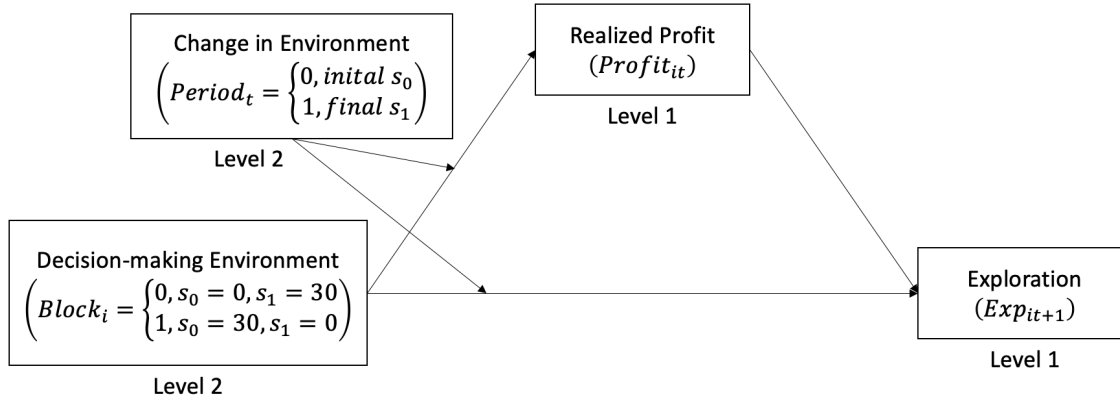 Change in Environment
(Period_t = {0, inital s_0
1, final s_1)
Level 2
Realized Profit
(Profit_it)
Level 1
Decision-making Environment
(Block_i = {0, s_0 = 0, s_1 = 30
1, s_0 = 30, s_1 = 0)
Level 2
Exploration
(Exp_it+1)
Level 1